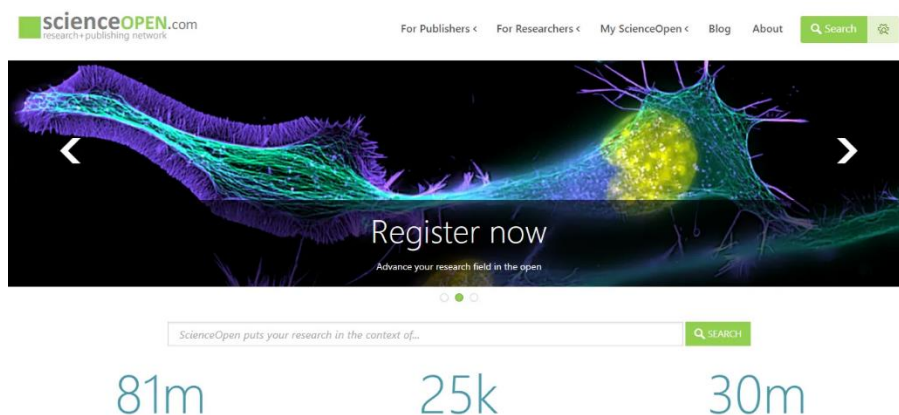 scienceOPEN.com
research+publishing network
For Publishers < For Researchers < My ScienceOpen < Blog About Search
Register now
Advance your research field in the open
ScienceOpen puts your research in the context of...
SEARCH
81m 25k 30m